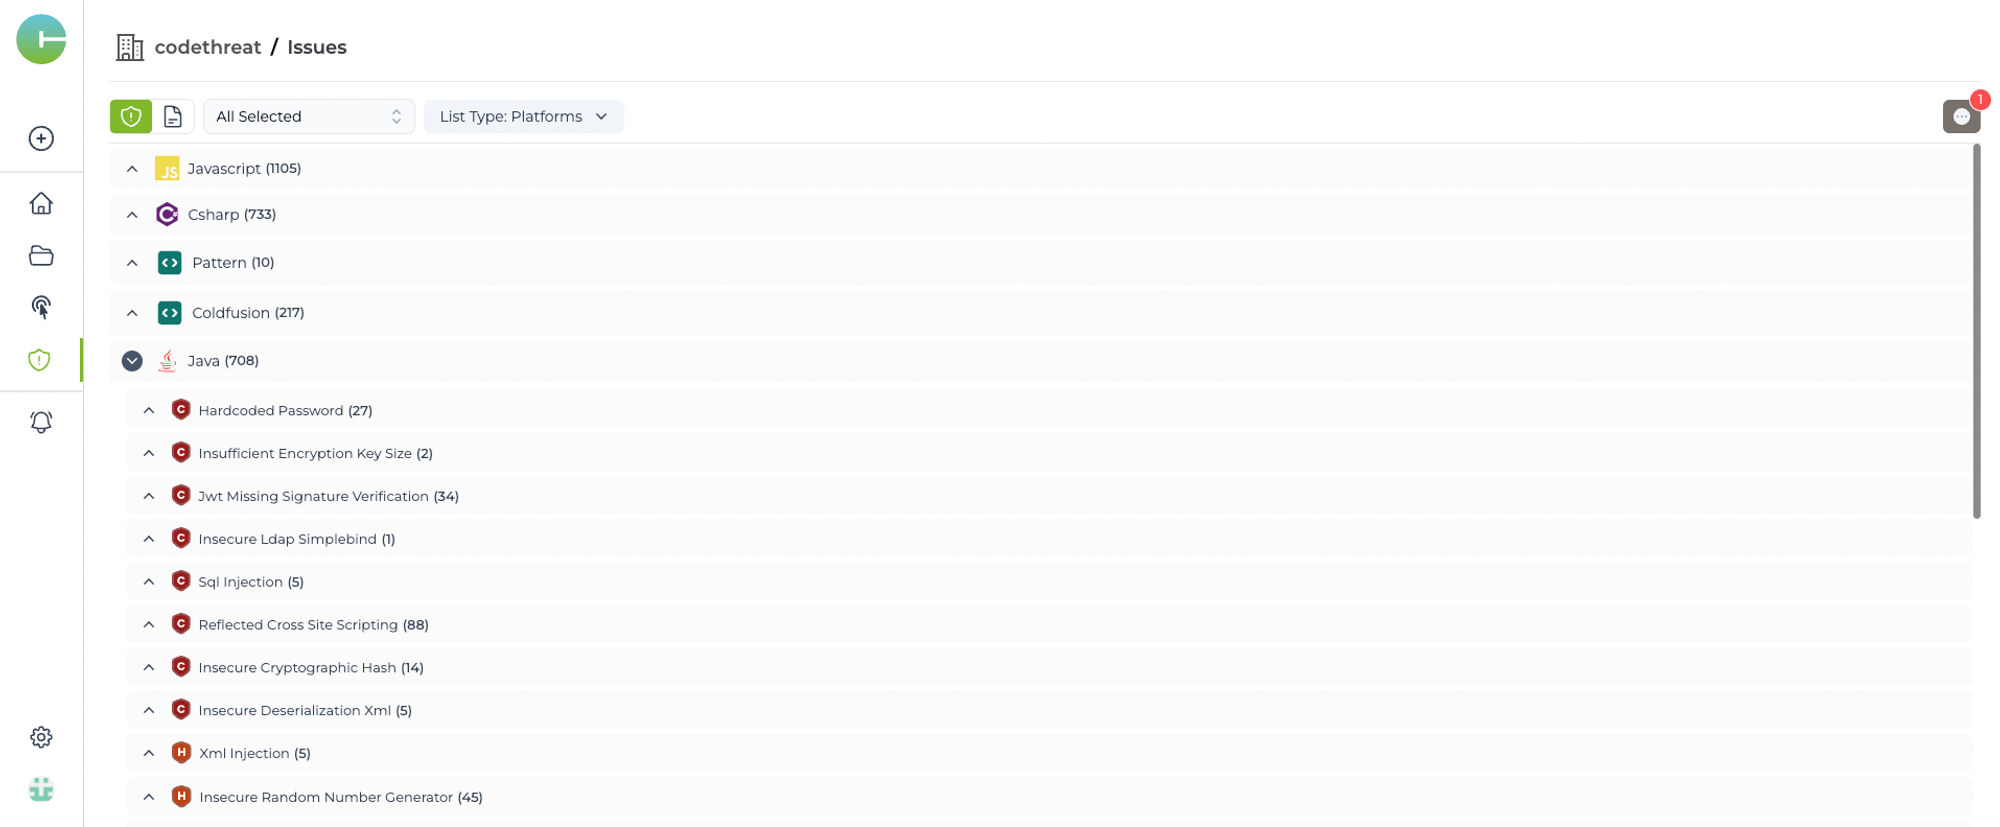 codethreat / Issues
All Selected
List Type: Platforms
1
JS Javascript (1105)
C# Csharp (733)
Pattern (10)
Coldfusion (217)
Java (708)
C Hardcoded Password (27)
C Insufficient Encryption Key Size (2)
C Jwt Missing Signature Verification (34)
C Insecure Ldap Simplebind (1)
C Sql Injection (5)
C Reflected Cross Site Scripting (88)
C Insecure Cryptographic Hash (14)
C Insecure Deserialization Xml (5)
H Xml Injection (5)
H Insecure Random Number Generator (45)